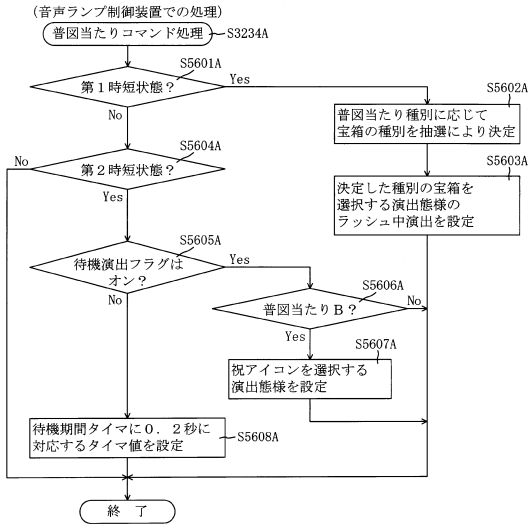 (音声ランプ制御装置での処理)
普図当たりコマンド処理
S3234A
S5601A
第1時短状態?
Yes
No
S5602A
普図当たり種別に応じて
宝箱の種別を抽選により決定
S5603A
決定した種別の宝箱を
選択する演出態様の
ラッシュ中演出を設定
S5604A
第2時短状態?
No
Yes
S5605A
待機演出フラグは
オン?
Yes
No
S5606A
普図当たりB?
No
Yes
S5607A
祝アイコンを選択する
演出態様を設定
待機期間タイマに0.2秒に
対応するタイマ値を設定
S5608A
終 了